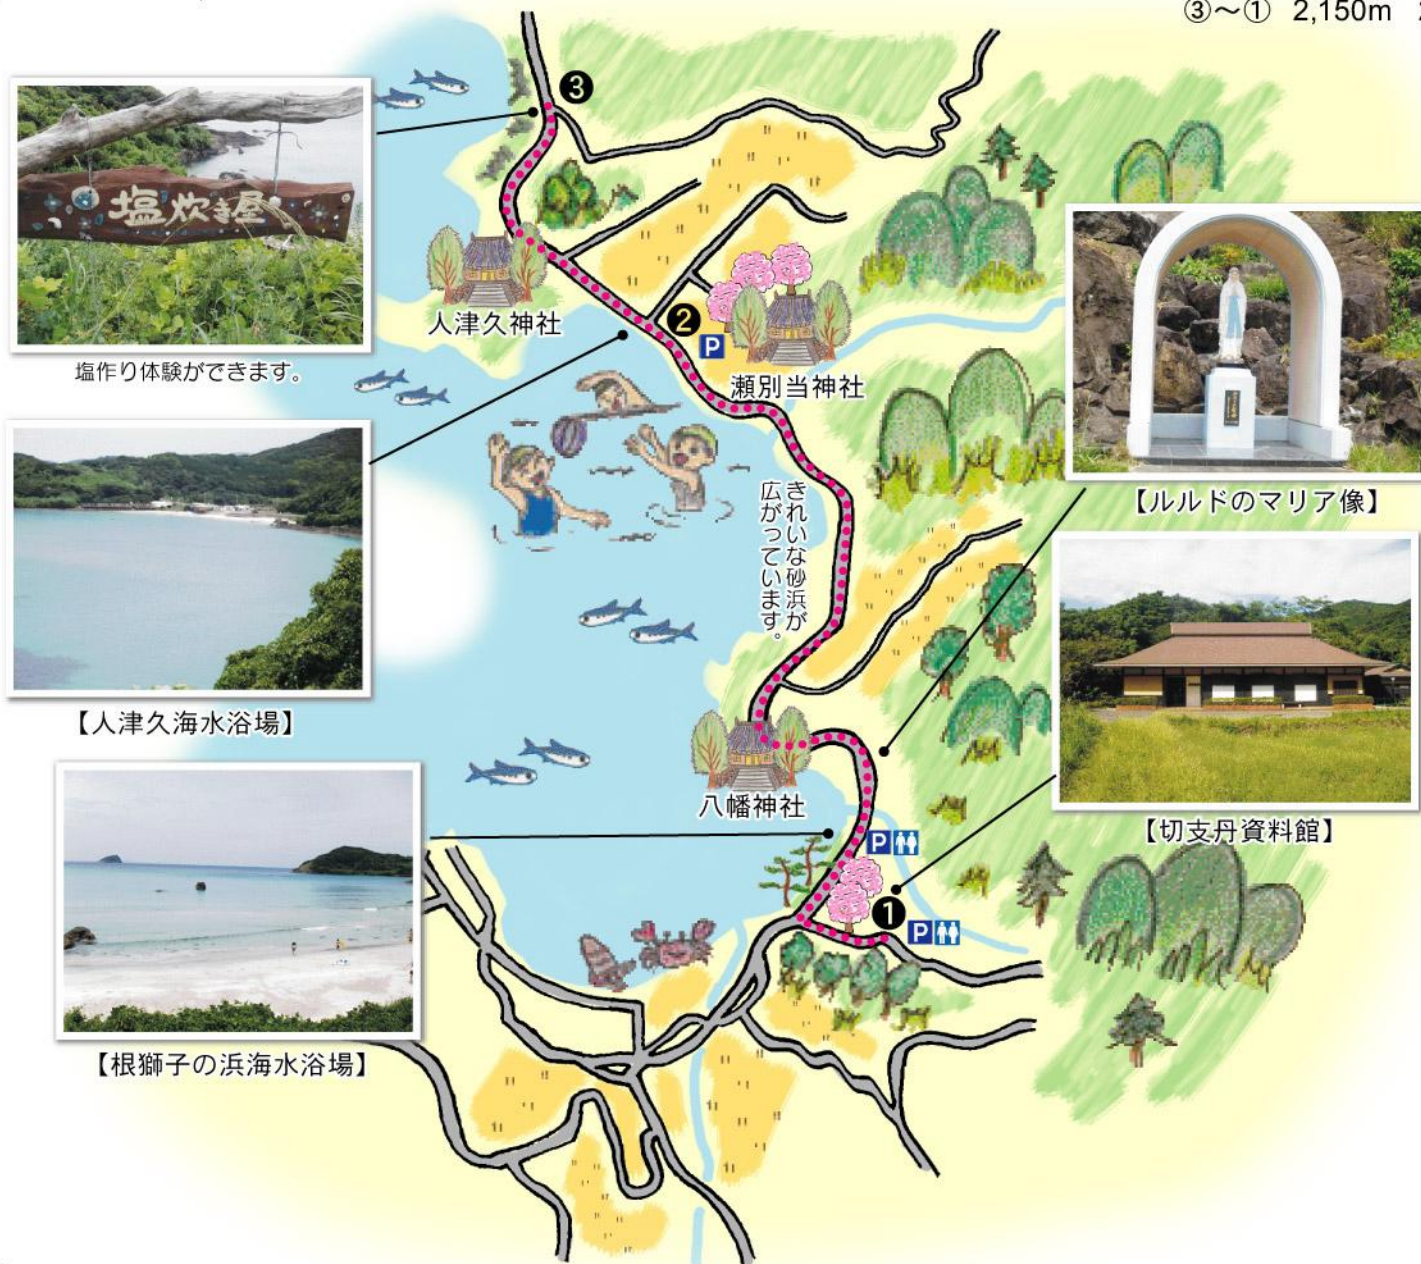 ③～① 2,150m
③
塩炊き屋
塩作り体験ができます。
人津久神社
②
P
瀬別当神社
【ルルドのマリア像】
きれいな砂浜が
広がっています。
【人津久海水浴場】
八幡神社
【切支丹資料館】
P
①
P
【根獅子の浜海水浴場】